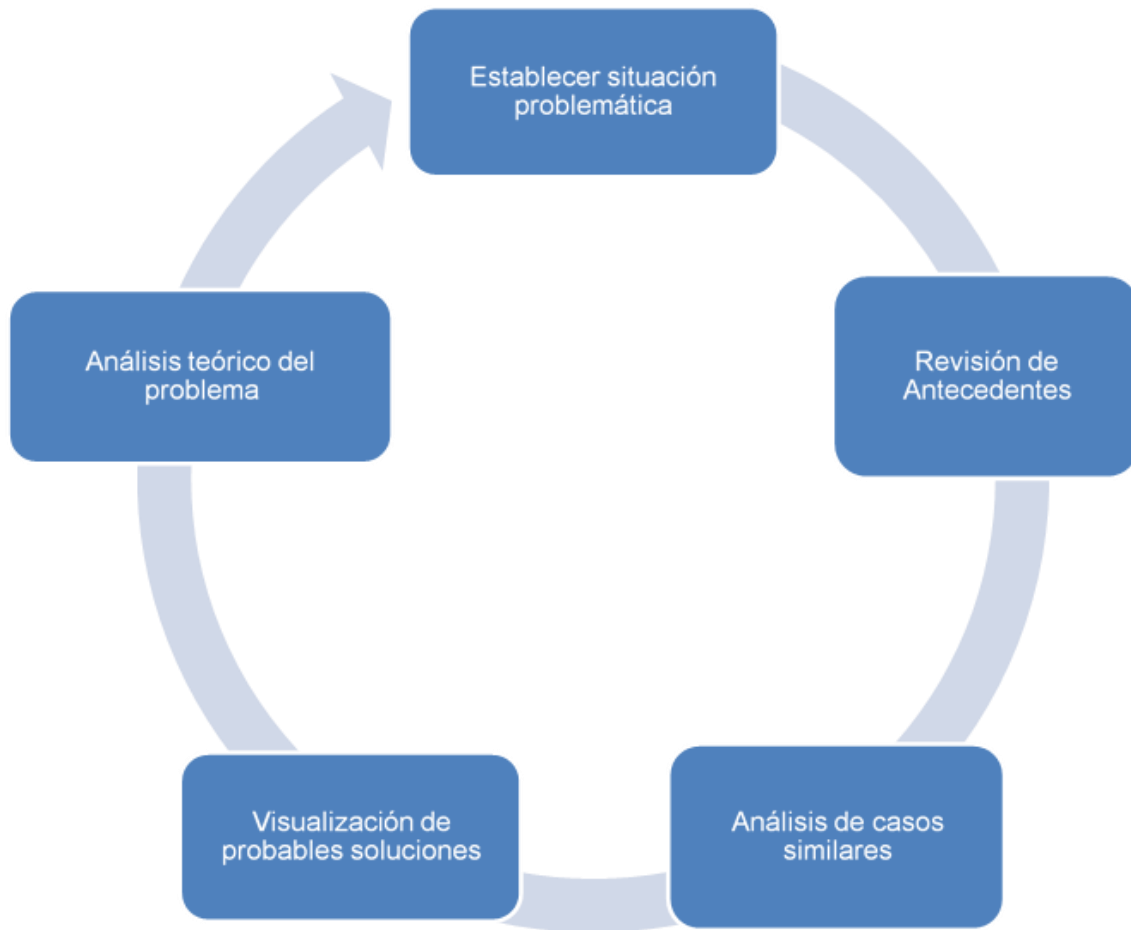 Establecer situación
problemática
Revisión de
Antecedentes
Análisis de casos
similares
Visualización de
probables soluciones
Análisis teórico del
problema